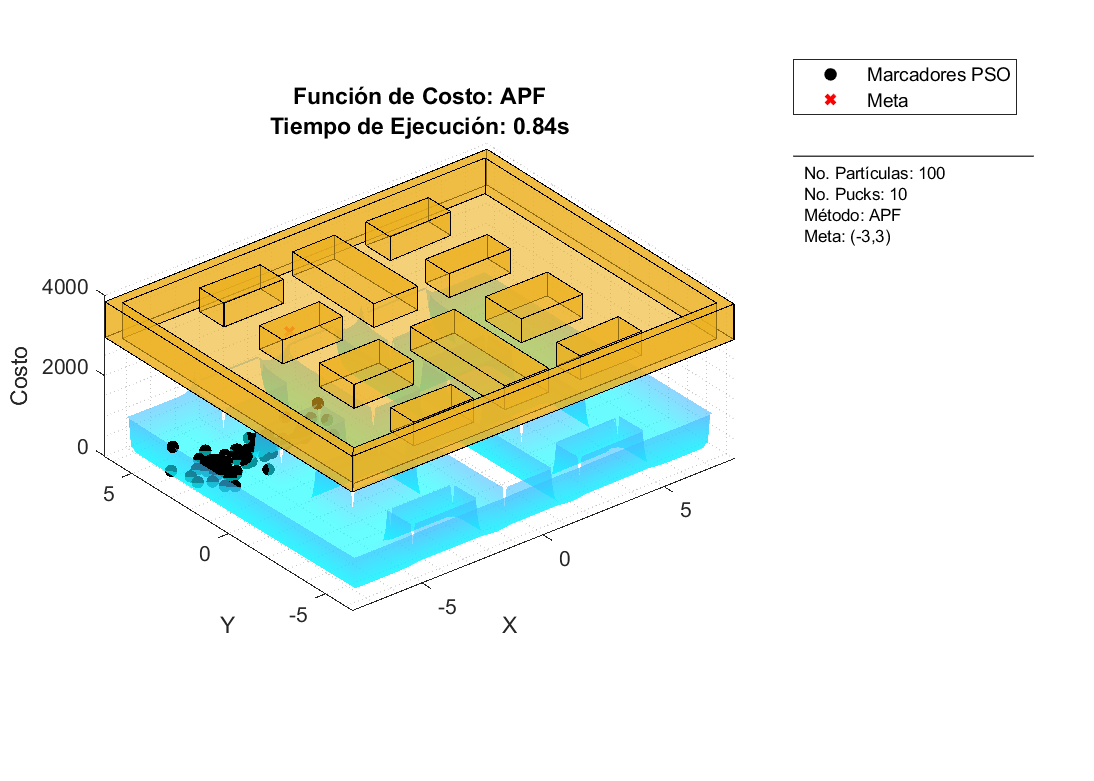 Función de Costo: APF
Tiempo de Ejecución: 0.84s
Marcadores PSO
Meta
No. Partículas: 100
No. Pucks: 10
Método: APF
Meta: (-3,3)
4000
2000
0
Costo
5
0
-5
Y
-5
0
5
X